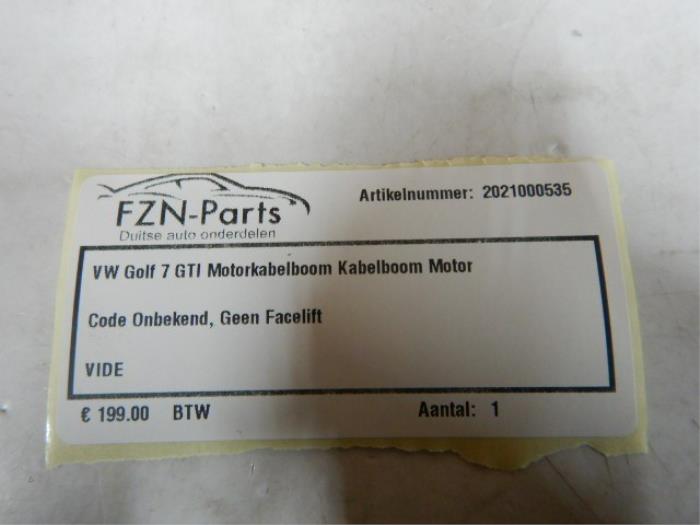 FZN-Parts
Duitse auto onderdelen
Artikelnummer: 2021000535
VW Golf 7 GTI Motorkabelboom Kabelboom Motor
Code Onbekend, Geen Facelift
VIDE
€ 199.00 BTW Aantal: 1